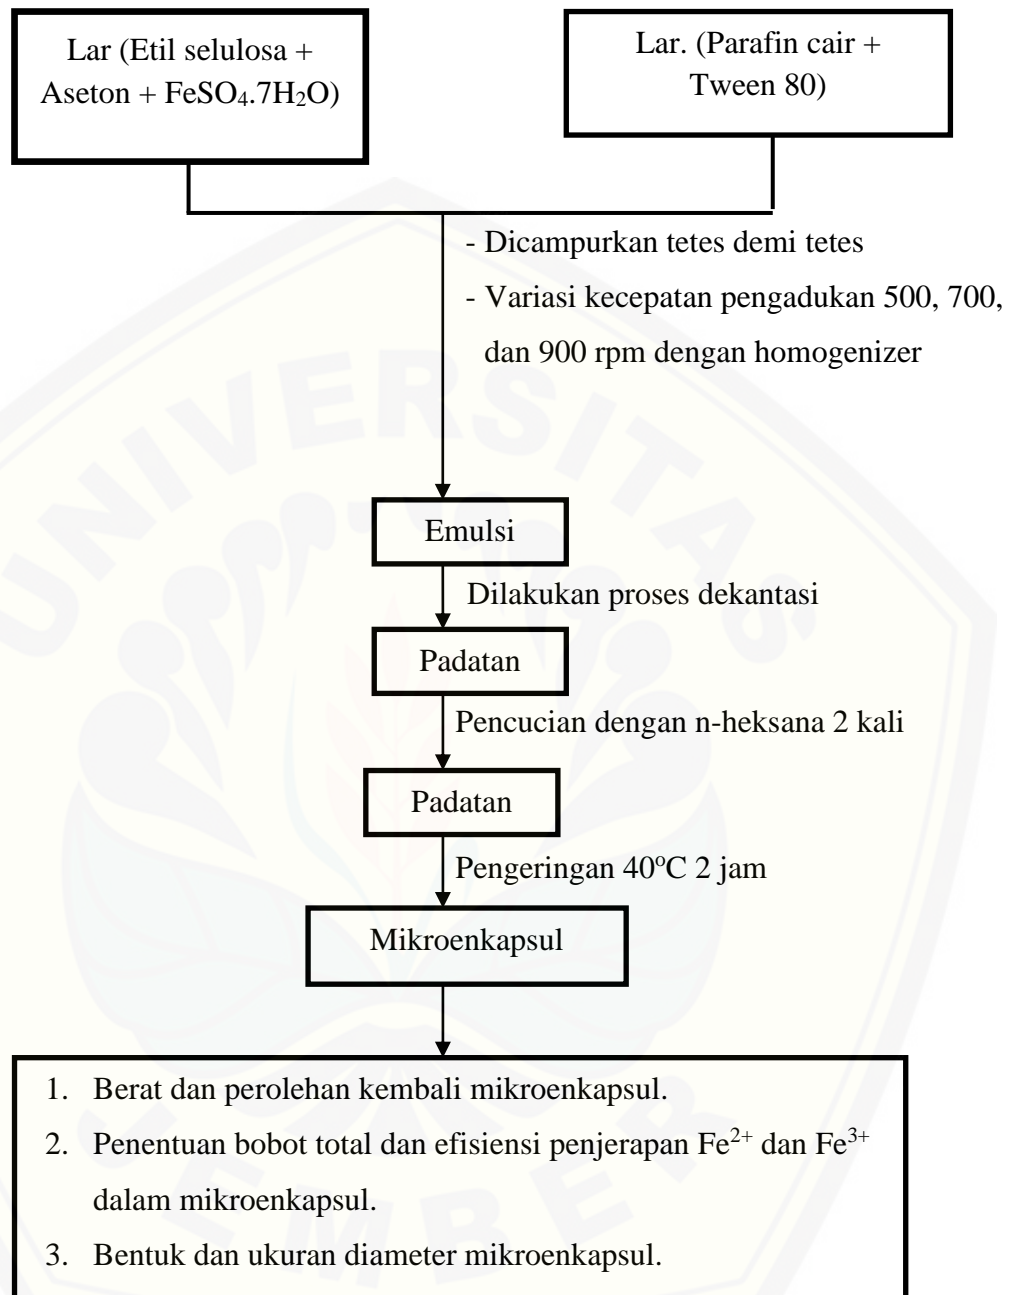 Lar (Etil selulosa +
Aseton + FeSO₄.7H₂O)
Lar. (Parafin cair +
Tween 80)
- Dicampurkan tetes demi tetes
- Variasi kecepatan pengadukan 500, 700,
dan 900 rpm dengan homogenizer
Emulsi
Dilakukan proses dekantasi
Padatan
Pencucian dengan n-heksana 2 kali
Padatan
Pengeringan 40°C 2 jam
Mikroenkapsul
1. Berat dan perolehan kembali mikroenkapsul.
2. Penentuan bobot total dan efisiensi penjerapan Fe²⁺ dan Fe³⁺
dalam mikroenkapsul.
3. Bentuk dan ukuran diameter mikroenkapsul.
UNIVERSITAS
JEMBER